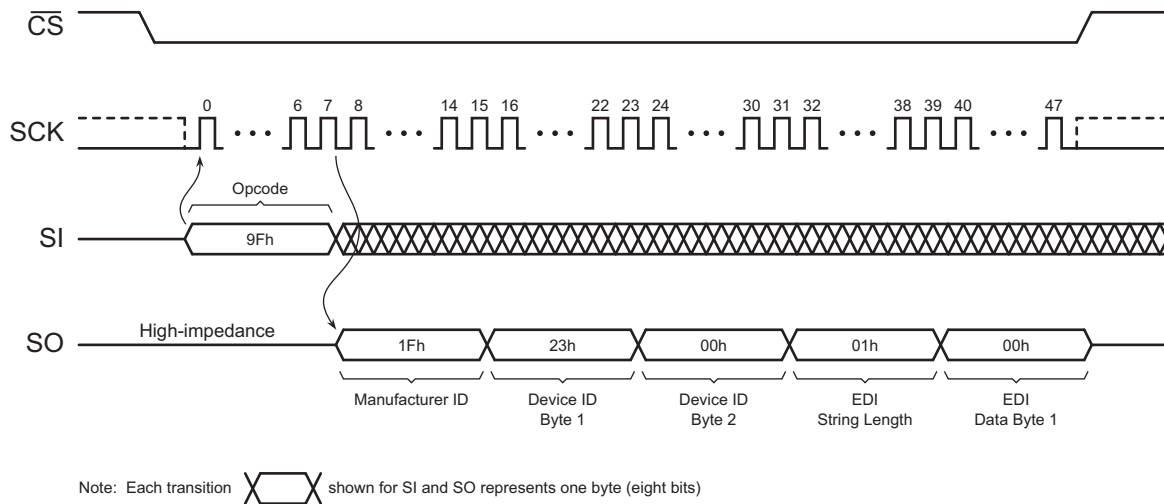 CS
0 6 7 8 14 15 16 22 23 24 30 31 32 38 39 40 47
SCK
Opcode
SI 9Fh
High-impedance
SO 1Fh 23h 00h 01h 00h
Manufacturer ID Device ID Device ID EDI EDI
Byte 1 Byte 2 String Length Data Byte 1
Note: Each transition shown for SI and SO represents one byte (eight bits)